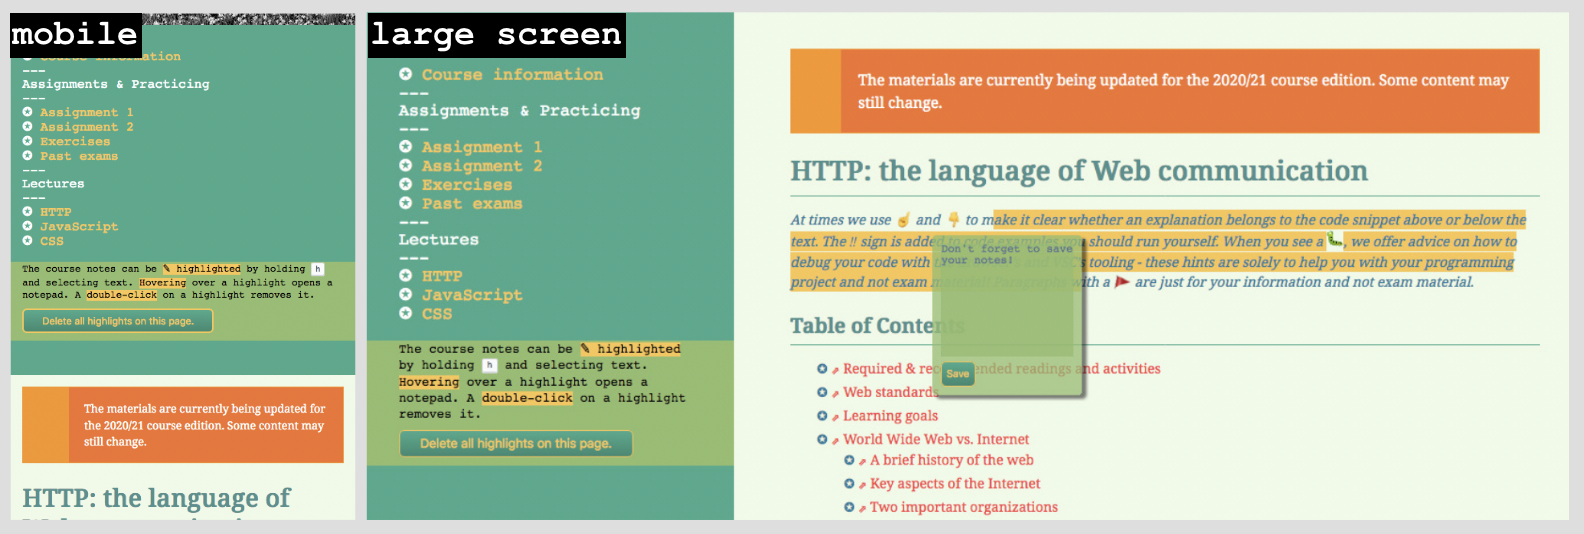 mobile
Course information
---
Assignments & Practicing
---
Assignment 1
Assignment 2
Exercises
Past exams
---
Lectures
---
HTTP
JavaScript
CSS
The course notes can be ✎ highlighted by holding h
and selecting text. Hovering over a highlight opens a
notepad. A double-click on a highlight removes it.
Delete all highlights on this page.
The materials are currently being updated for
the 2020/21 course edition. Some content may
still change.
HTTP: the language of
large screen
Course information
---
Assignments & Practicing
---
Assignment 1
Assignment 2
Exercises
Past exams
---
Lectures
---
HTTP
JavaScript
CSS
The course notes can be ✎ highlighted
by holding h and selecting text.
Hovering over a highlight opens a
notepad. A double-click on a highlight
removes it.
Delete all highlights on this page.
The materials are currently being updated for the 2020/21 course edition. Some content may
still change.
HTTP: the language of Web communication
At times we use ☝ and 👇 to make it clear whether an explanation belongs to the code snippet above or below the
text. The ‼ sign is added to code examples you should run yourself. When you see a 🐛, we offer advice on how to
debug your code with tooling - these hints are solely to help you with your programming
project and not exam material. Paragraphs with a 🚩 are just for your information and not exam material.
Don't forget to save
your notes!
Save
Table of Contents
Required & recommended readings and activities
Web standards
Learning goals
World Wide Web vs. Internet
A brief history of the web
Key aspects of the Internet
Two important organizations